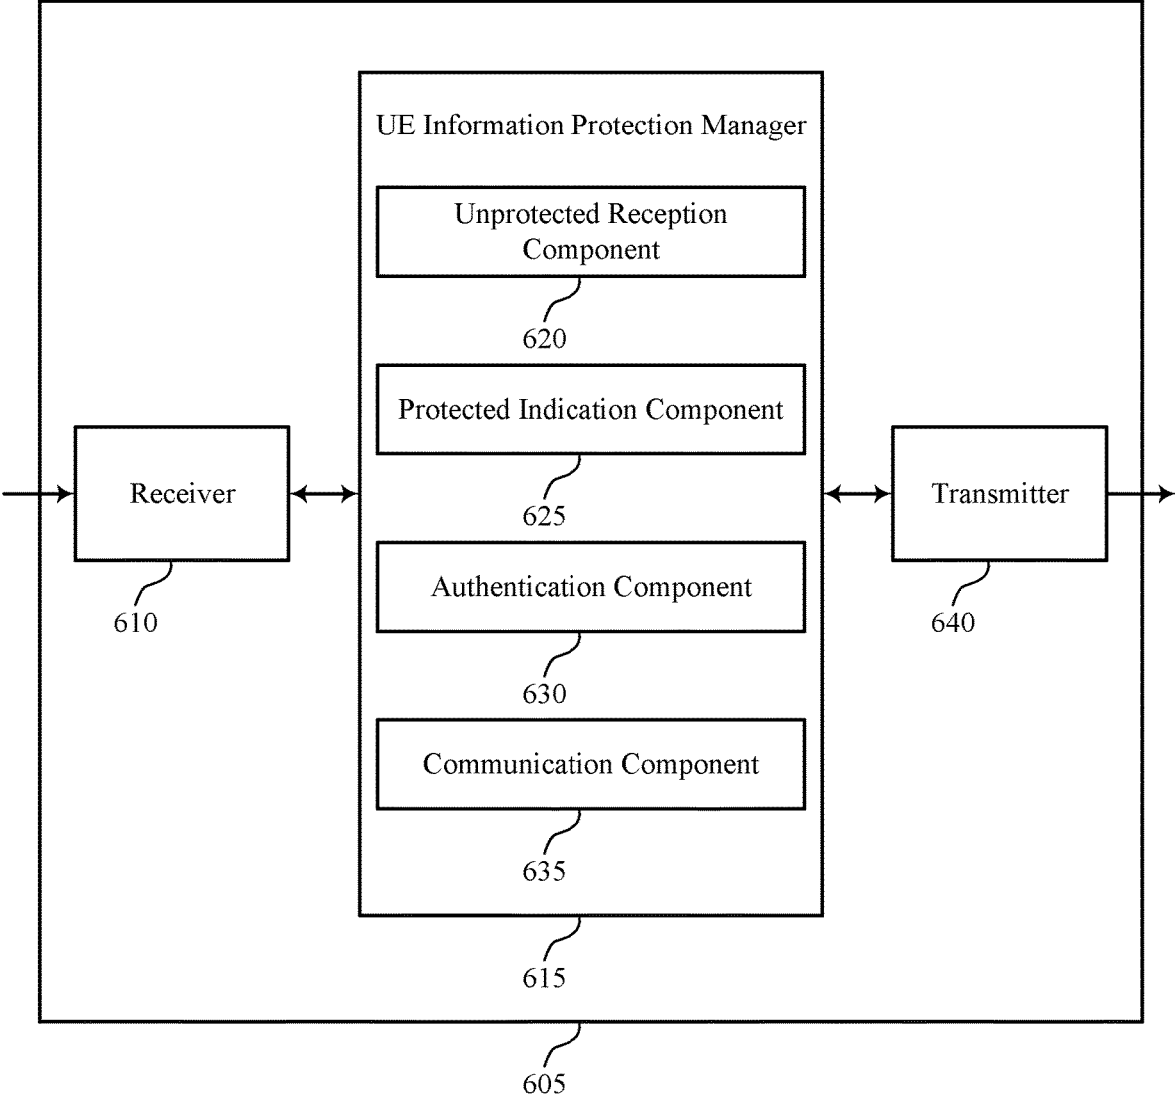 UE Information Protection Manager
Unprotected Reception
Component
620
Protected Indication Component
625
Receiver
610
Transmitter
640
Authentication Component
630
Communication Component
635
615
605